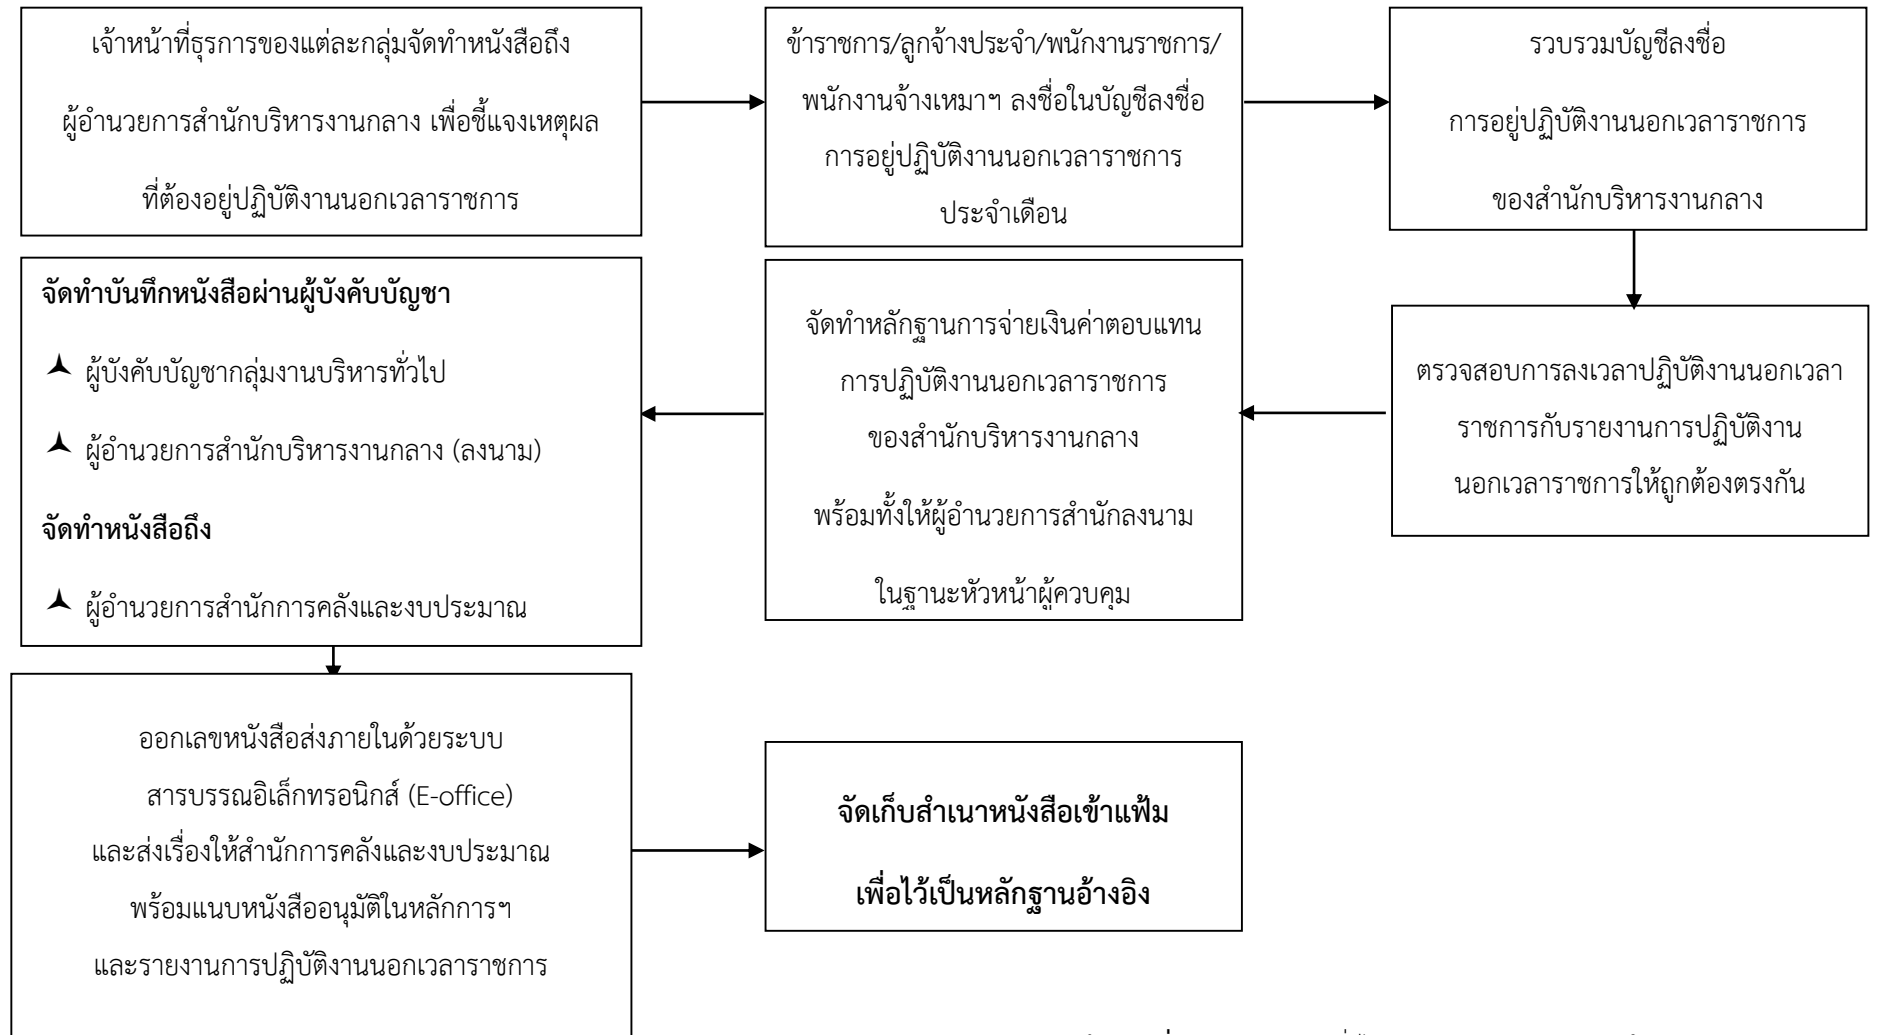 เจ้าหน้าที่ธุรการของแต่ละกลุ่มจัดทำหนังสือถึง
ผู้อำนวยการสำนักบริหารงานกลาง เพื่อชี้แจงเหตุผล
ที่ต้องอยู่ปฏิบัติงานนอกเวลาราชการ
ข้าราชการ/ลูกจ้างประจำ/พนักงานราชการ/
พนักงานจ้างเหมาฯ ลงชื่อในบัญชีลงชื่อ
การอยู่ปฏิบัติงานนอกเวลาราชการ
ประจำเดือน
รวบรวมบัญชีลงชื่อ
การอยู่ปฏิบัติงานนอกเวลาราชการ
ของสำนักบริหารงานกลาง
ตรวจสอบการลงเวลาปฏิบัติงานนอกเวลา
ราชการกับรายงานการปฏิบัติงาน
นอกเวลาราชการให้ถูกต้องตรงกัน
จัดทำหลักฐานการจ่ายเงินค่าตอบแทน
การปฏิบัติงานนอกเวลาราชการ
ของสำนักบริหารงานกลาง
พร้อมทั้งให้ผู้อำนวยการสำนักลงนาม
ในฐานะหัวหน้าผู้ควบคุม
จัดทำบันทึกหนังสือผ่านผู้บังคับบัญชา
ผู้บังคับบัญชากลุ่มงานบริหารทั่วไป
ผู้อำนวยการสำนักบริหารงานกลาง (ลงนาม)
จัดทำหนังสือถึง
ผู้อำนวยการสำนักการคลังและงบประมาณ
ออกเลขหนังสือส่งภายในด้วยระบบ
สารบรรณอิเล็กทรอนิกส์ (E-office)
และส่งเรื่องให้สำนักการคลังและงบประมาณ
พร้อมแนบหนังสืออนุมัติในหลักการฯ
และรายงานการปฏิบัติงานนอกเวลาราชการ
จัดเก็บสำเนาหนังสือเข้าแฟ้ม
เพื่อไว้เป็นหลักฐานอ้างอิง